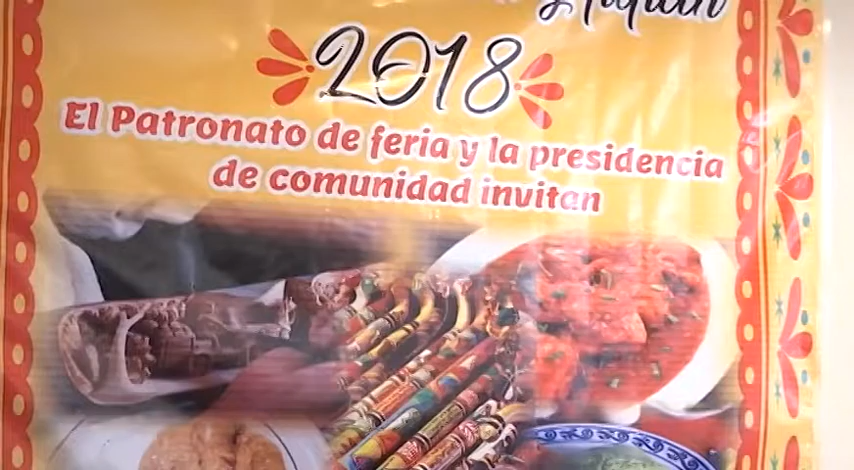 2018
El Patronato de feria y la presidencia
de comunidad invitan